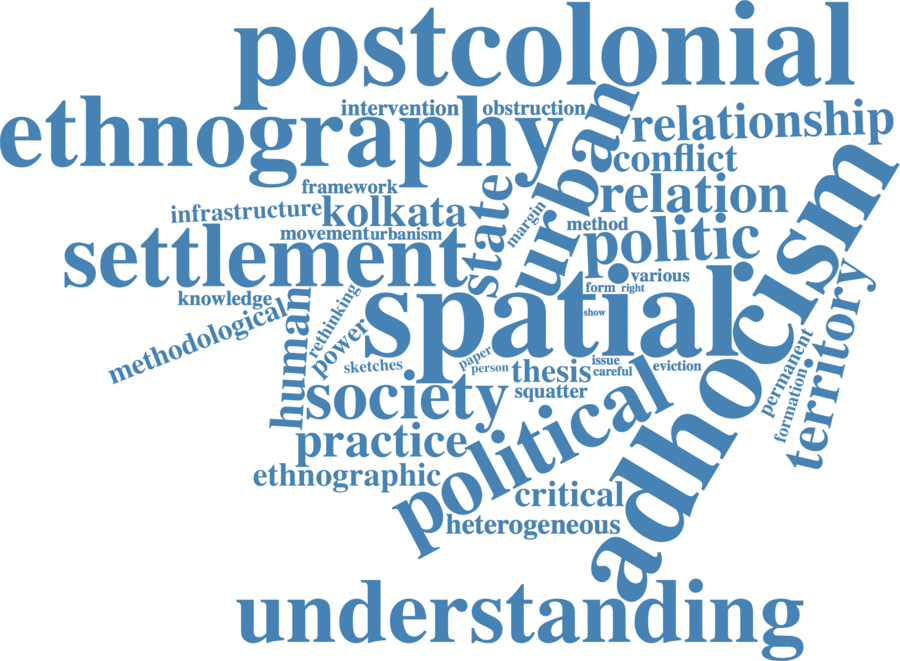 postcolonial
ethnography
intervention
obstruction
urban
relationship
conflict
framework
relation
infrastructure
kolkata
state
margin
method
adhocism
movement
urbanism
politic
settlement
various
form
right
knowledge
spatial
show
territory
methodological
human
rethinking
power
sketches
paper
person
thesis
issue
careful
eviction
permanent
formation
society
squatter
political
practice
ethnographic
critical
heterogeneous
understanding